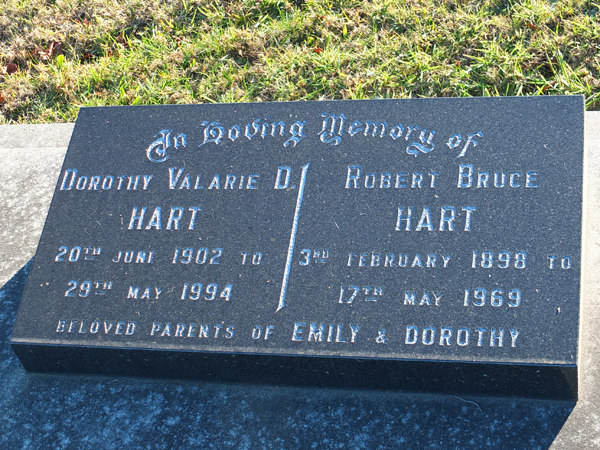 In Loving Memory of
DOROTHY VALARIE D.
HART
20TH JUNE 1902 TO
29TH MAY 1994
ROBERT BRUCE
HART
3RD FEBRUARY 1898 TO
17TH MAY 1969
BELOVED PARENTS OF EMILY & DOROTHY